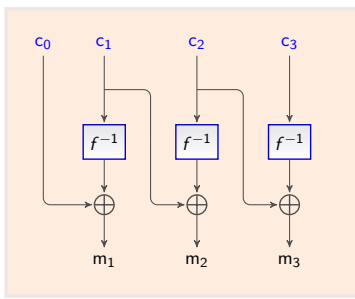 c₀ c₁ c₂ c₃
f⁻¹ f⁻¹ f⁻¹
m₁ m₂ m₃